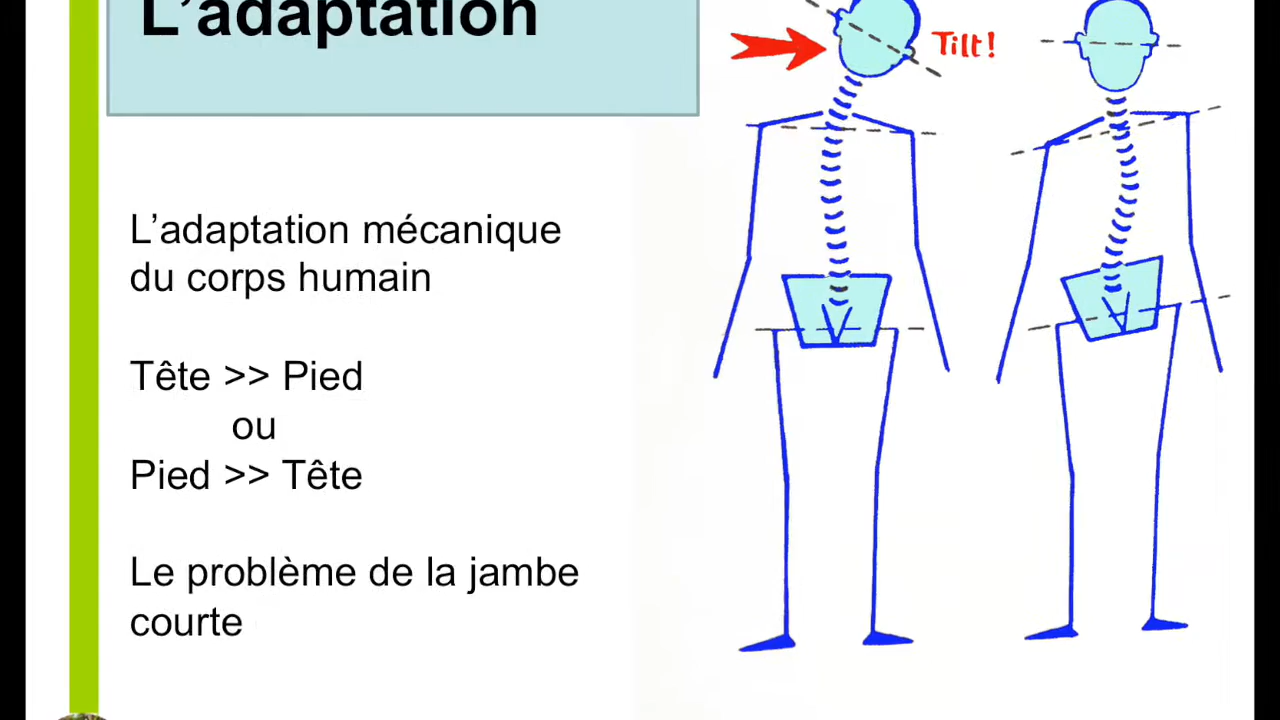 L’adaptation
Tilt!
L’adaptation mécanique
du corps humain
Tête >> Pied
ou
Pied >> Tête
Le problème de la jambe
courte